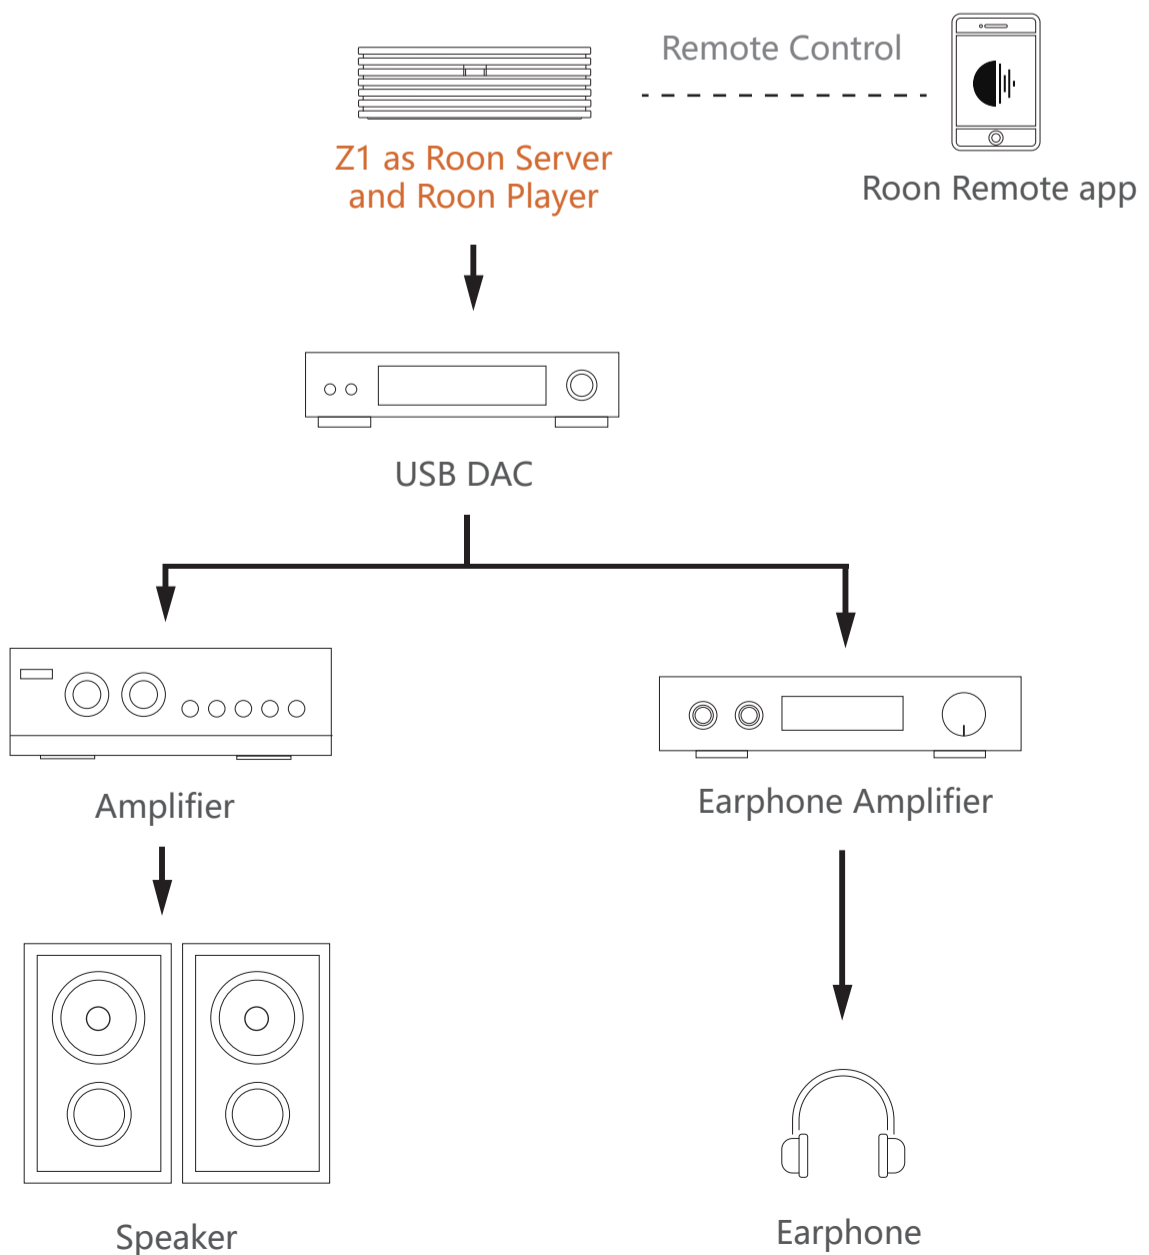 Remote Control
Z1 as Roon Server
and Roon Player
Roon Remote app
USB DAC
Amplifier
Earphone Amplifier
Speaker
Earphone